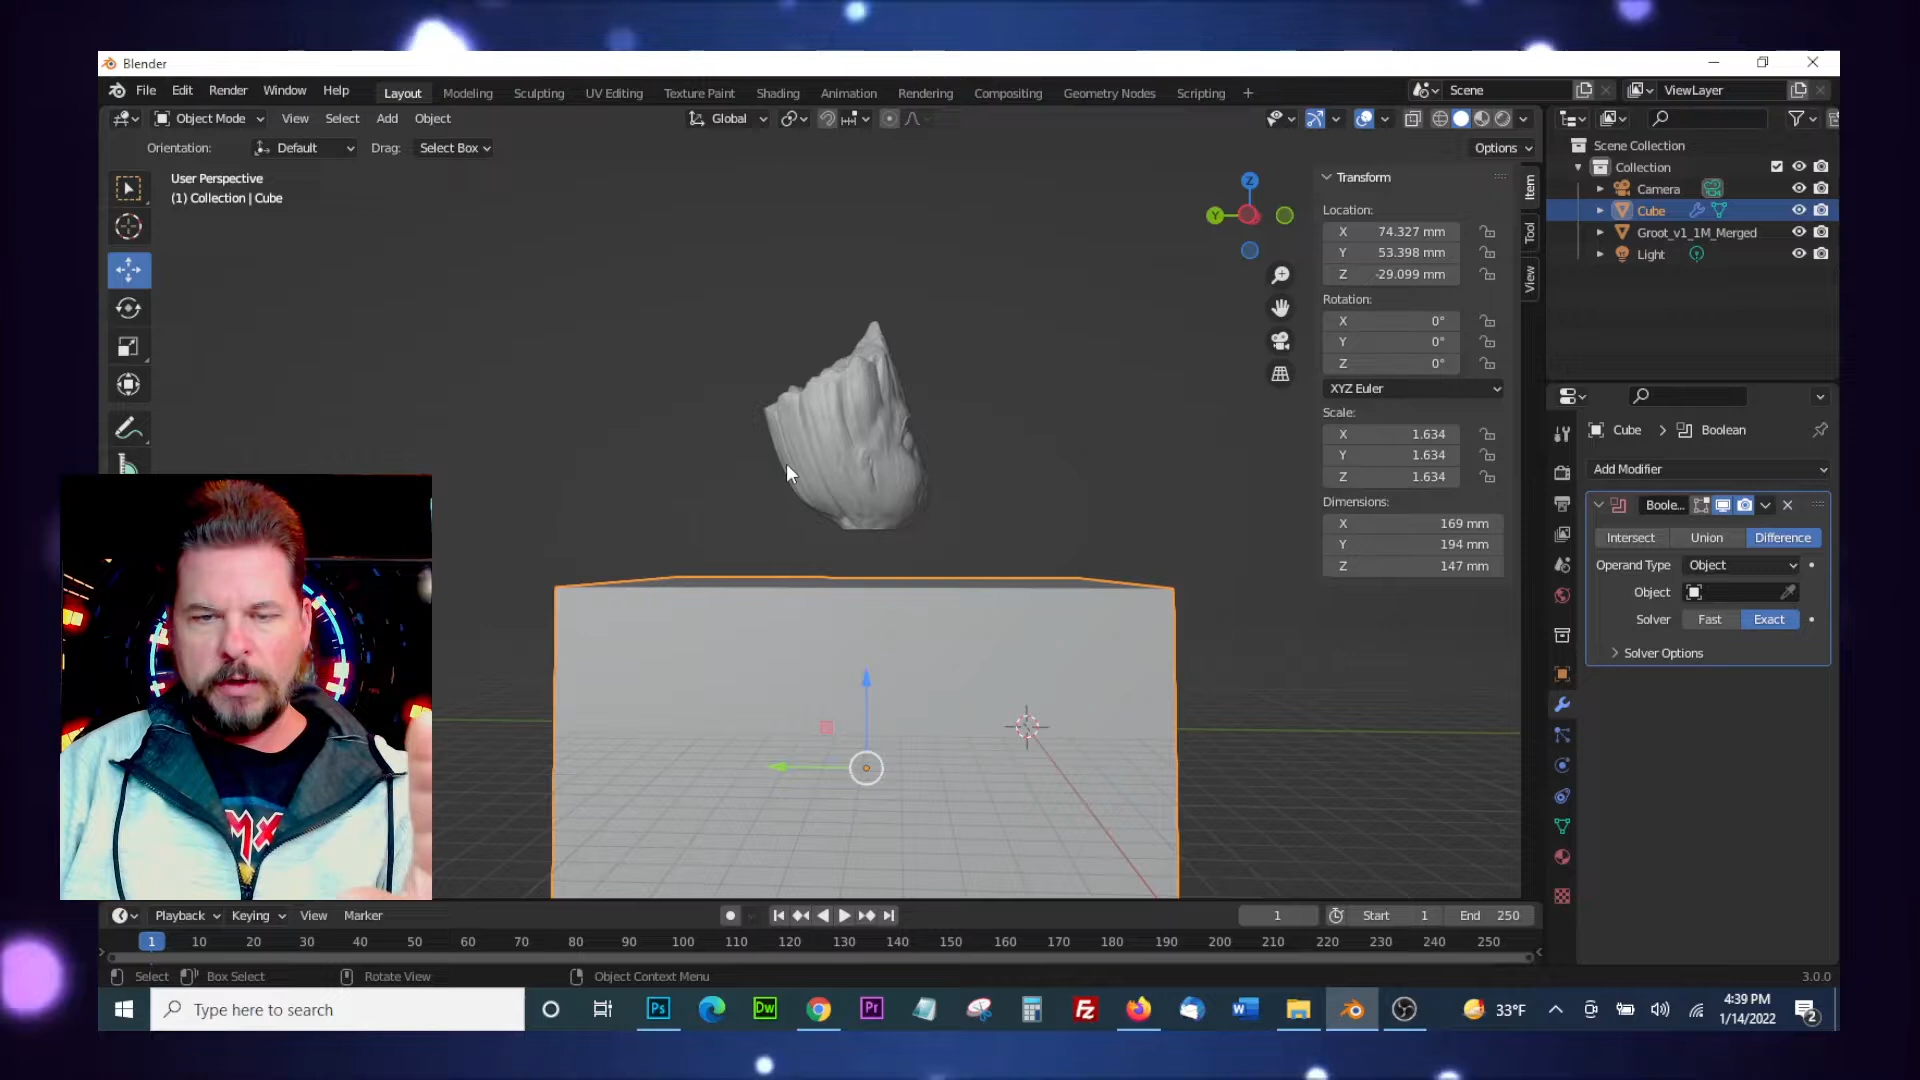 Blender
File Edit Render Window Help
Layout Modeling Sculpting UV Editing Texture Paint Shading Animation Rendering Compositing Geometry Nodes Scripting +
Scene
ViewLayer
Object Mode View Select Add Object
Global
Orientation: Default Drag: Select Box
Options
User Perspective
(1) Collection | Cube
Z
Y
Transform
Location:
X 74.327 mm
Y 53.398 mm
Z -29.099 mm
Rotation:
X 0°
Y 0°
Z 0°
XYZ Euler
Scale:
X 1.634
Y 1.634
Z 1.634
Dimensions:
X 169 mm
Y 194 mm
Z 147 mm
Item
Tool
View
Scene Collection
Collection
Camera
Cube
Groot_v1_1M_Merged
Light
Cube > Boolean
Add Modifier
Boole...
Intersect Union Difference
Operand Type Object
Object
Solver Fast Exact
Solver Options
Playback Keying View Marker
1
Start 1
End 250
1 10 20 30 40 50 60 70 80 90 100 110 120 130 140 150 160 170 180 190 200 210 220 230 240 250
Select Box Select Rotate View Object Context Menu
3.0.0
Type here to search
Ps
Dw
Pr
Fz
W
33°F
4:39 PM
1/14/2022
2